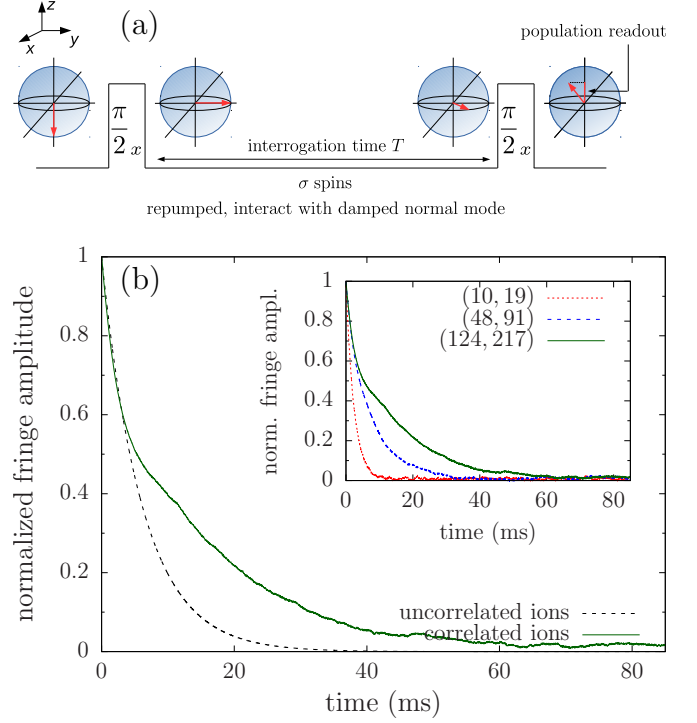 (a)
z
x
y
population readout
π/2 x
π/2 x
interrogation time T
σ spins
repumped, interact with damped normal mode
(b)
normalized fringe amplitude
1
0.8
0.6
0.4
0.2
0
0 20 40 60 80
time (ms)
uncorrelated ions
correlated ions
norm. fringe ampl.
1
0.8
0.6
0.4
0.2
0
(10, 19)
(48, 91)
(124, 217)
0 20 40 60 80
time (ms)